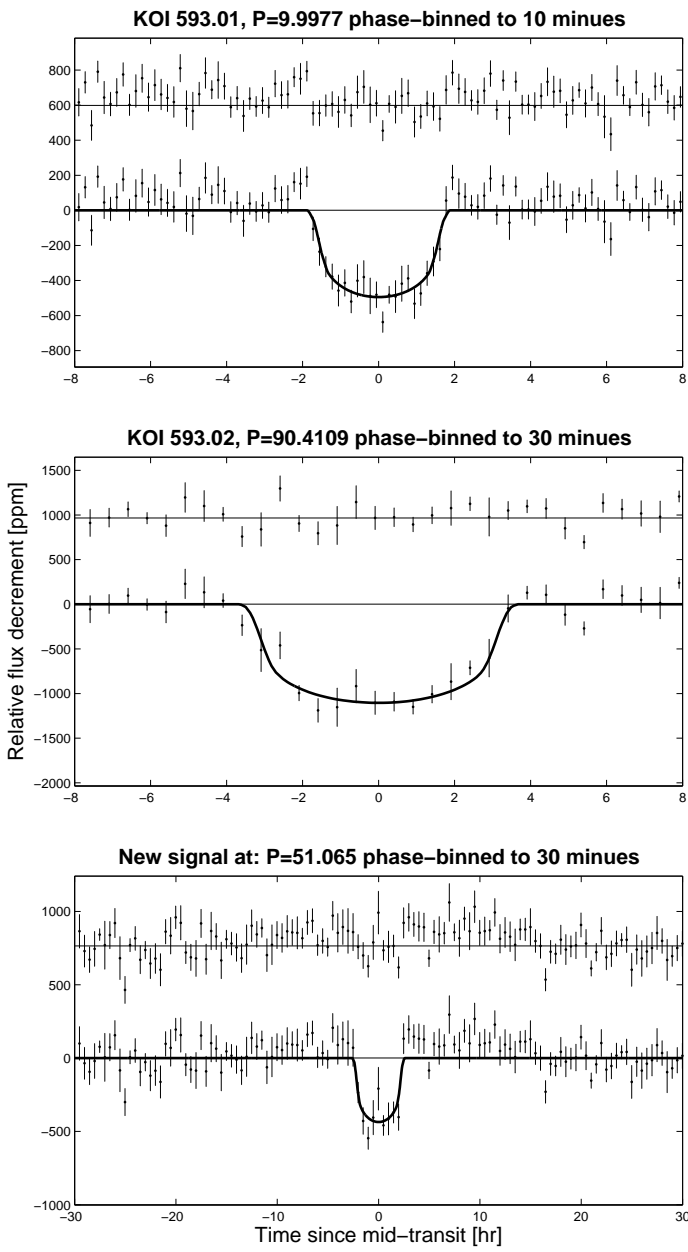 KOI 593.01, P=9.9977 phase−binned to 10 minues
800
600
400
200
0
−200
−400
−600
−800
−8 −6 −4 −2 0 2 4 6 8
KOI 593.02, P=90.4109 phase−binned to 30 minues
1500
1000
500
0
−500
−1000
−1500
−2000
−8 −6 −4 −2 0 2 4 6 8
Relative flux decrement [ppm]
New signal at: P=51.065 phase−binned to 30 minues
1000
500
0
−500
−1000
−30 −20 −10 0 10 20 30
Time since mid−transit [hr]